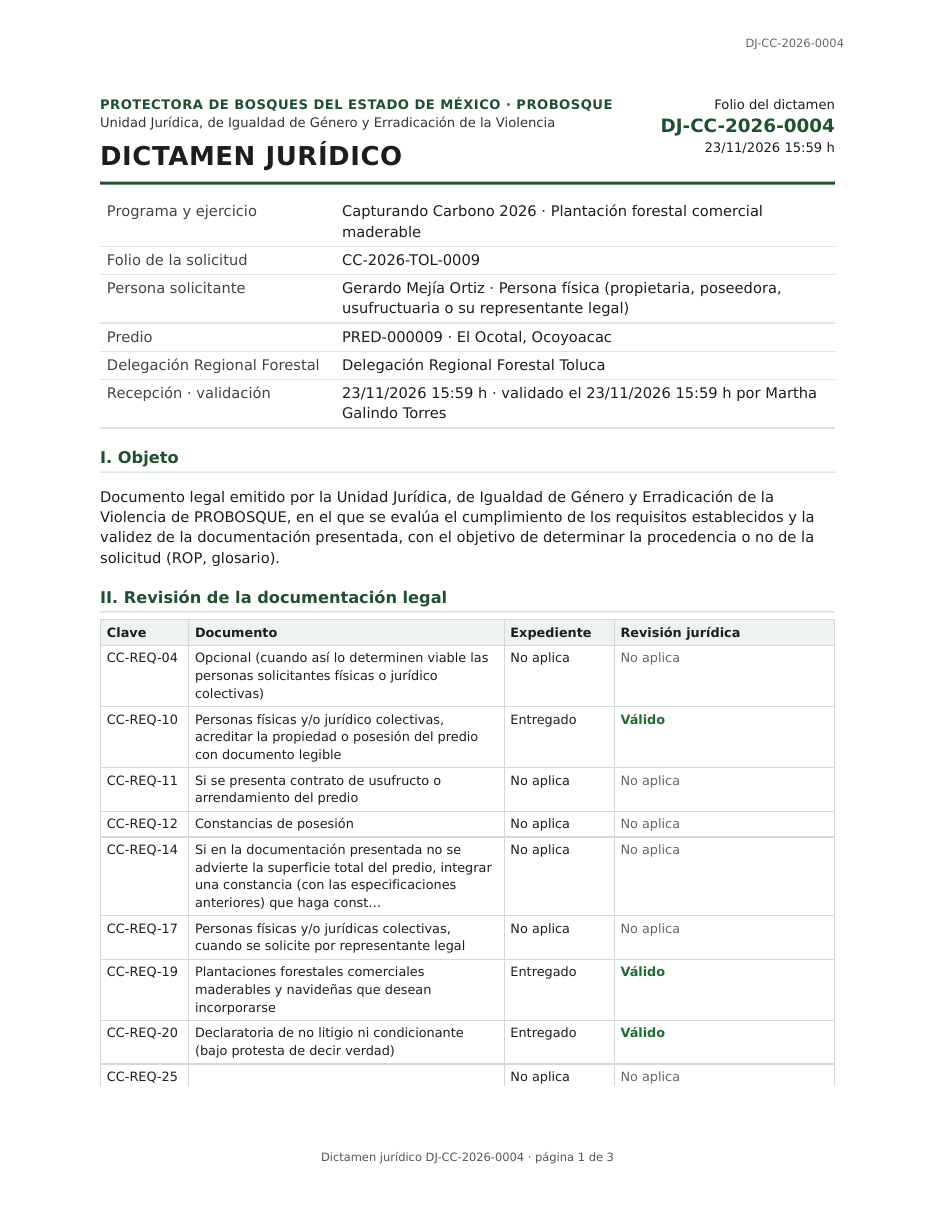 DJ-CC-2026-0004
PROTECTORA DE BOSQUES DEL ESTADO DE MÉXICO · PROBOSQUE
Unidad Jurídica, de Igualdad de Género y Erradicación de la Violencia
DICTAMEN JURÍDICO
Folio del dictamen
DJ-CC-2026-0004
23/11/2026 15:59 h
Programa y ejercicio
Capturando Carbono 2026 · Plantación forestal comercial
maderable
Folio de la solicitud
CC-2026-TOL-0009
Persona solicitante
Gerardo Mejía Ortiz · Persona física (propietaria, poseedora,
usufructuaria o su representante legal)
Predio
PRED-000009 · El Ocotal, Ocoyoacac
Delegación Regional Forestal
Delegación Regional Forestal Toluca
Recepción · validación
23/11/2026 15:59 h · validado el 23/11/2026 15:59 h por Martha
Galindo Torres
I. Objeto
Documento legal emitido por la Unidad Jurídica, de Igualdad de Género y Erradicación de la
Violencia de PROBOSQUE, en el que se evalúa el cumplimiento de los requisitos establecidos y la
validez de la documentación presentada, con el objetivo de determinar la procedencia o no de la
solicitud (ROP, glosario).
II. Revisión de la documentación legal
Clave Documento Expediente Revisión jurídica
CC-REQ-04 Opcional (cuando así lo determinen viable las No aplica No aplica
personas solicitantes físicas o jurídico
colectivas)
CC-REQ-10 Personas físicas y/o jurídico colectivas, Entregado Válido
acreditar la propiedad o posesión del predio
con documento legible
CC-REQ-11 Si se presenta contrato de usufructo o No aplica No aplica
arrendamiento del predio
CC-REQ-12 Constancias de posesión No aplica No aplica
CC-REQ-14 Si en la documentación presentada no se No aplica No aplica
advierte la superficie total del predio, integrar
una constancia (con las especificaciones
anteriores) que haga const…
CC-REQ-17 Personas físicas y/o jurídicas colectivas, No aplica No aplica
cuando se solicite por representante legal
CC-REQ-19 Plantaciones forestales comerciales Entregado Válido
maderables y navideñas que desean
incorporarse
CC-REQ-20 Declaratoria de no litigio ni condicionante Entregado Válido
(bajo protesta de decir verdad)
CC-REQ-25 No aplica No aplica
Dictamen jurídico DJ-CC-2026-0004 · página 1 de 3